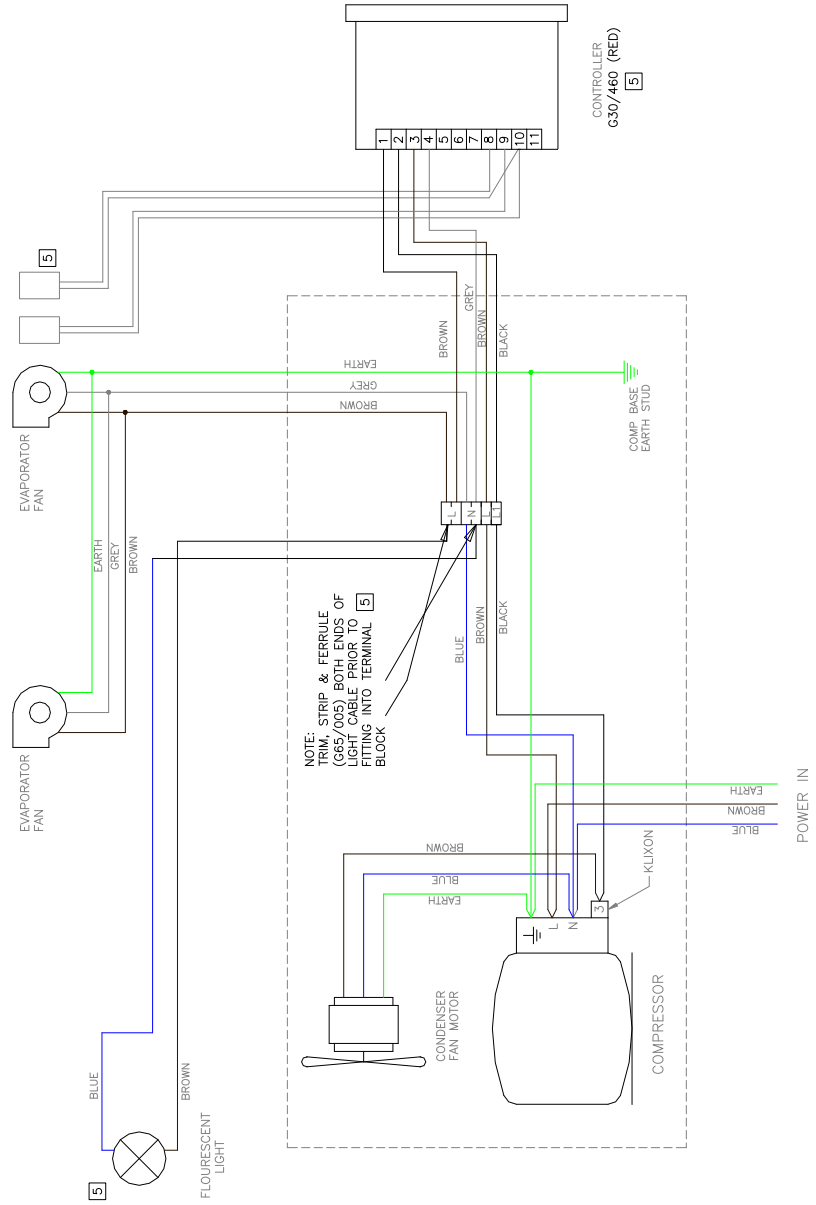 CONTROLLER
G30/460 (RED)
5
1
2
3
4
5
6
7
8
9
10
11
5
EVAPORATOR
FAN
EARTH
GREY
BROWN
BROWN
GREY
BROWN
BLACK
EARTH
GREY
BROWN
COMP BASE
EARTH STUD
L
N
L
L1
NOTE:
TRIM, STRIP & FERRULE
(G65/005) BOTH ENDS OF
LIGHT CABLE PRIOR TO
FITTING INTO TERMINAL
BLOCK
5
BLUE
BROWN
BLACK
EVAPORATOR
FAN
EARTH
BROWN
BLUE
POWER IN
BROWN
BLUE
EARTH
KLIXON
L
N
3
CONDENSER
FAN MOTOR
COMPRESSOR
BLUE
BROWN
5
FLOURESCENT
LIGHT